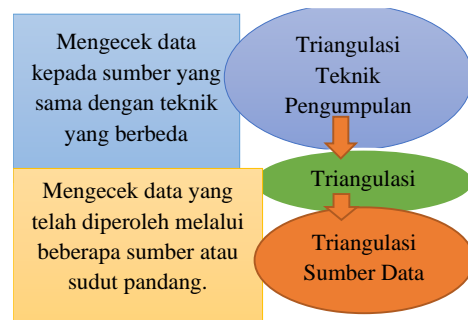 Mengecek data
kepada sumber yang
sama dengan teknik
yang berbeda
Triangulasi
Teknik
Pengumpulan
Triangulasi
Mengecek data yang
telah diperoleh melalui
beberapa sumber atau
sudut pandang.
Triangulasi
Sumber Data